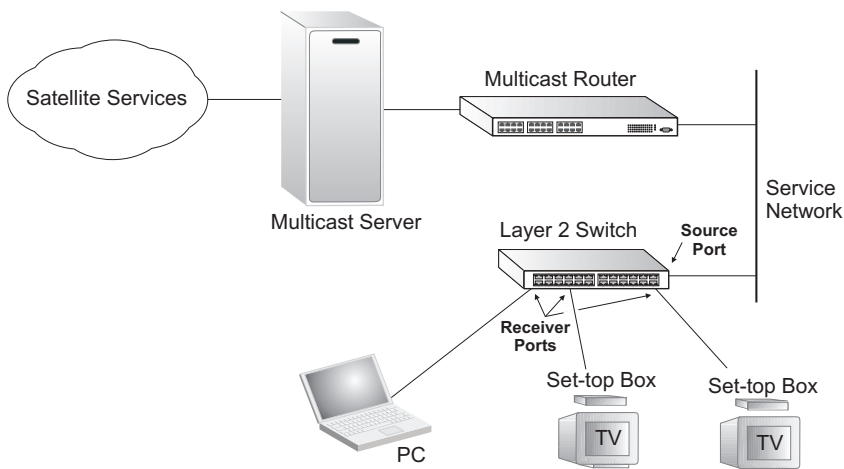 Satellite Services
Multicast Router
Multicast Server
Service
Network
Layer 2 Switch
Source
Port
Receiver
Ports
PC
Set-top Box
TV
Set-top Box
TV